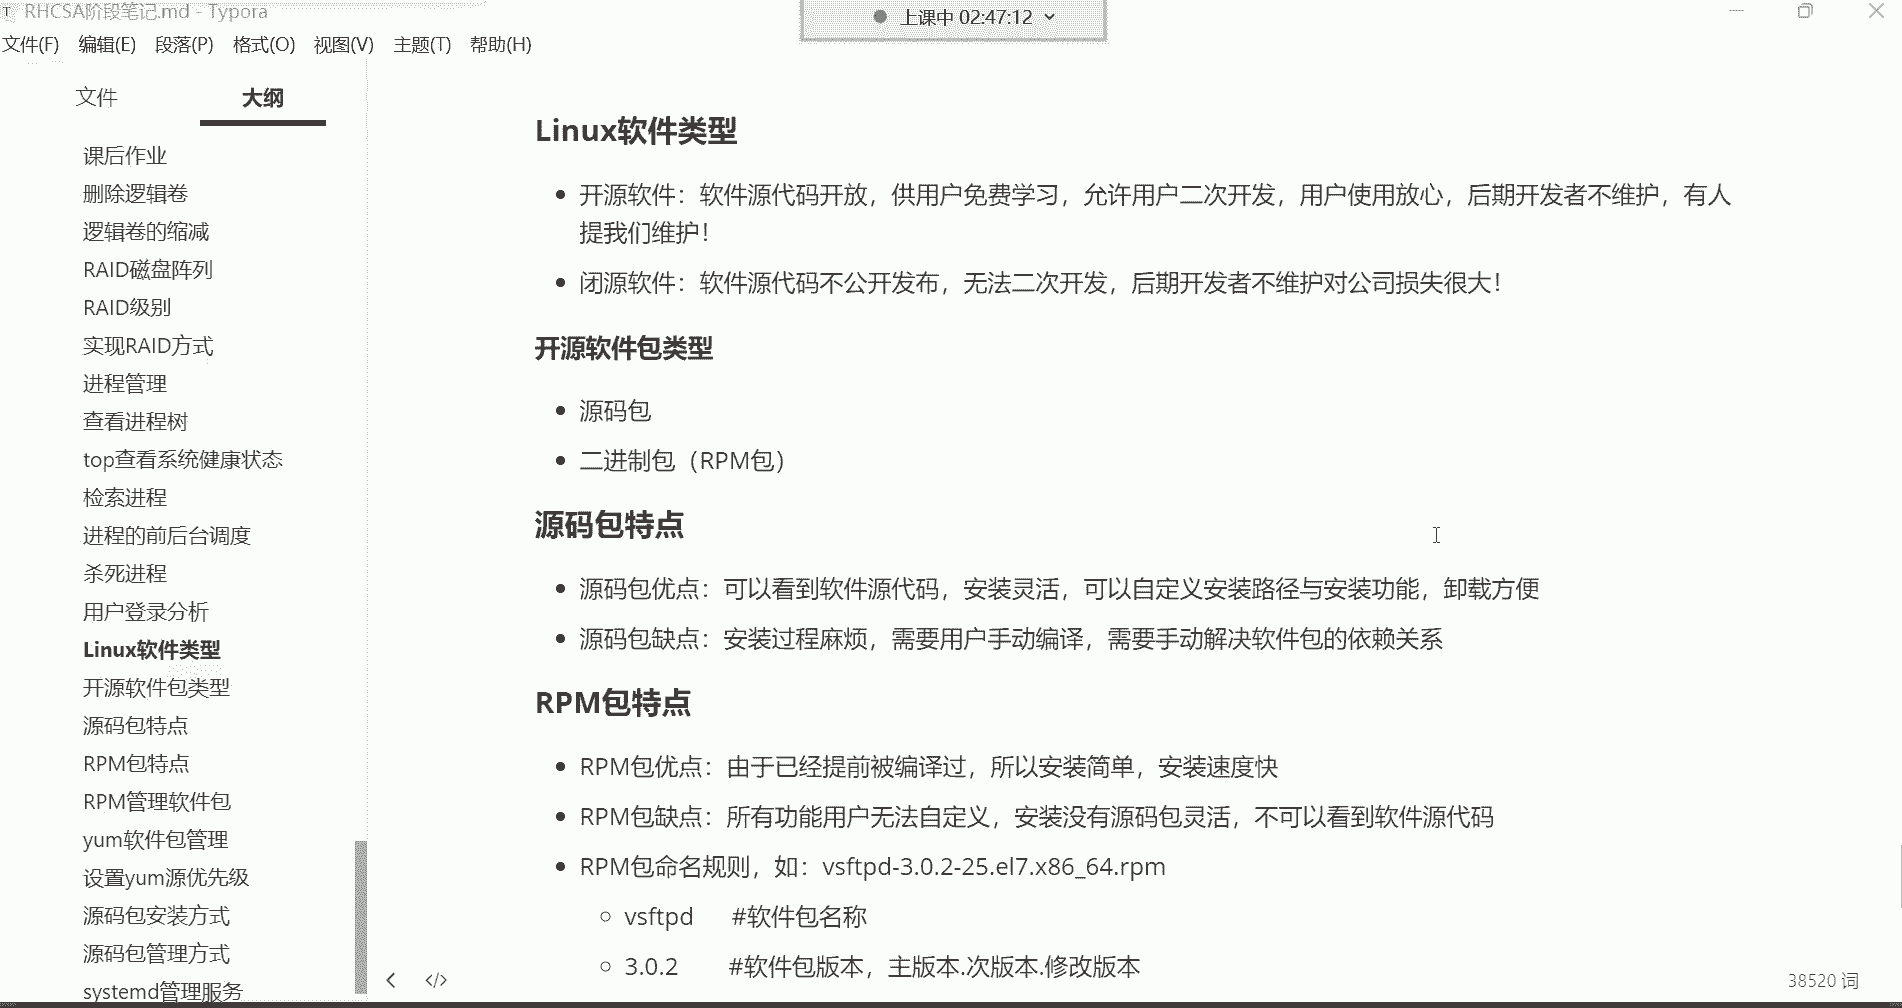 RHCSA阶段笔记.md - Typora
上课中 02:47:12
文件(F) 编辑(E) 段落(P) 格式(O) 视图(V) 主题(T) 帮助(H)
文件 大纲
课后作业
删除逻辑卷
逻辑卷的缩减
RAID磁盘阵列
RAID级别
实现RAID方式
进程管理
查看进程树
top查看系统健康状态
检索进程
进程的前后台调度
杀死进程
用户登录分析
Linux软件类型
开源软件包类型
源码包特点
RPM包特点
RPM管理软件包
yum软件包管理
设置yum源优先级
源码包安装方式
源码包管理方式
systemd管理服务
Linux软件类型
开源软件：软件源代码开放，供用户免费学习，允许用户二次开发，用户使用放心，后期开发者不维护，有人
提我们维护！
闭源软件：软件源代码不公开发布，无法二次开发，后期开发者不维护对公司损失很大！
开源软件包类型
源码包
二进制包（RPM包）
源码包特点
源码包优点：可以看到软件源代码，安装灵活，可以自定义安装路径与安装功能，卸载方便
源码包缺点：安装过程麻烦，需要用户手动编译，需要手动解决软件包的依赖关系
RPM包特点
RPM包优点：由于已经提前被编译过，所以安装简单，安装速度快
RPM包缺点：所有功能用户无法自定义，安装没有源码包灵活，不可以看到软件源代码
RPM包命名规则，如：vsftpd-3.0.2-25.el7.x86_64.rpm
vsftpd #软件包名称
3.0.2 #软件包版本，主版本.次版本.修改版本
38520 词